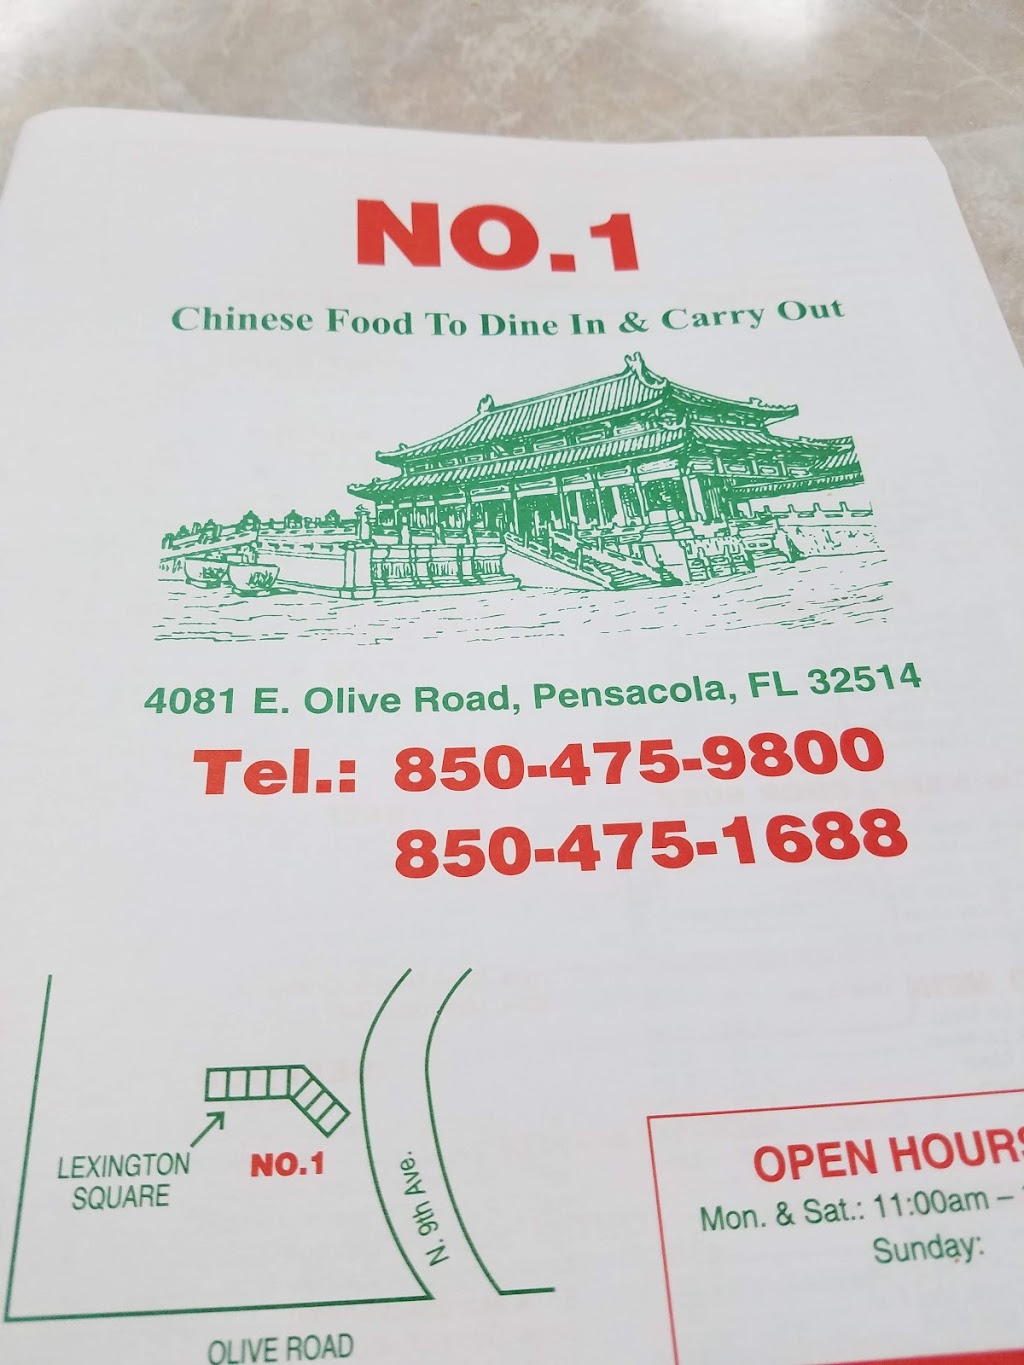 NO.1
Chinese Food To Dine In & Carry Out
4081 E. Olive Road, Pensacola, FL 32514
Tel.: 850-475-9800
850-475-1688
LEXINGTON
SQUARE
NO.1
N. 9th Ave.
OLIVE ROAD
OPEN HOURS
Mon. & Sat.: 11:00am –
Sunday: